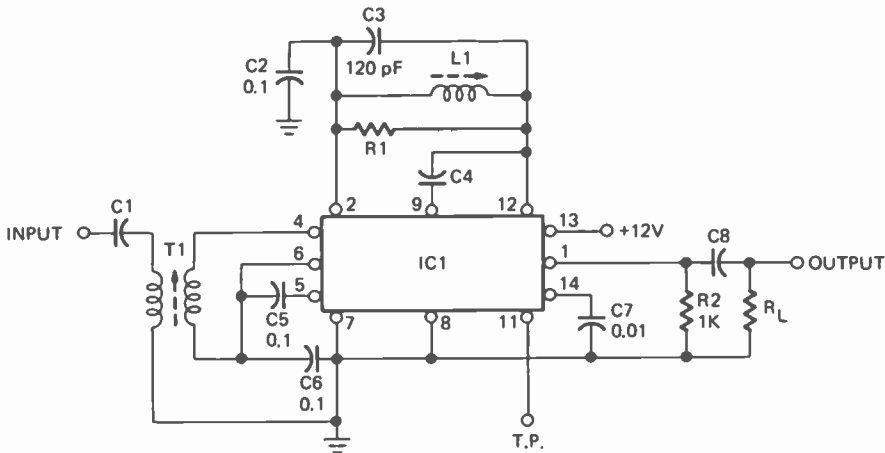 C3
120 pF
C2
0.1
L1
R1
C4
2
9
12
INPUT
C1
T1
4
6
5
IC1
13
+12V
1
14
C8
OUTPUT
C5
0.1
7
8
11
C7
0.01
R2
1K
RL
C6
0.1
T.P.